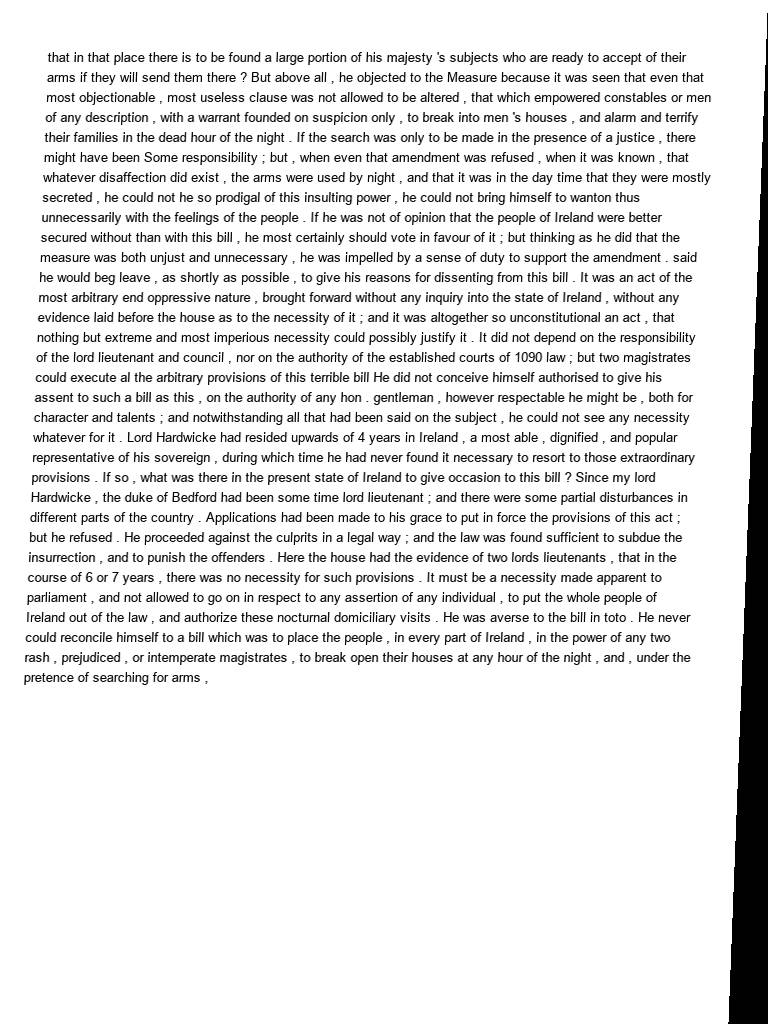 that in that place there is to be found a large portion of his majesty 's subjects who are ready to accept of their
arms if they will send them there ? But above all , he objected to the Measure because it was seen that even that
most objectionable , most useless clause was not allowed to be altered , that which empowered constables or men
of any description , with a warrant founded on suspicion only , to break into men 's houses , and alarm and terrify
their families in the dead hour of the night . If the search was only to be made in the presence of a justice , there
might have been Some responsibility ; but , when even that amendment was refused , when it was known , that
whatever disaffection did exist , the arms were used by night , and that it was in the day time that they were mostly
secreted , he could not he so prodigal of this insulting power , he could not bring himself to wanton thus
unnecessarily with the feelings of the people . If he was not of opinion that the people of Ireland were better
secured without than with this bill , he most certainly should vote in favour of it ; but thinking as he did that the
measure was both unjust and unnecessary , he was impelled by a sense of duty to support the amendment . said
he would beg leave , as shortly as possible , to give his reasons for dissenting from this bill . It was an act of the
most arbitrary end oppressive nature , brought forward without any inquiry into the state of Ireland , without any
evidence laid before the house as to the necessity of it ; and it was altogether so unconstitutional an act , that
nothing but extreme and most imperious necessity could possibly justify it . It did not depend on the responsibility
of the lord lieutenant and council , nor on the authority of the established courts of 1090 law ; but two magistrates
could execute al the arbitrary provisions of this terrible bill He did not conceive himself authorised to give his
assent to such a bill as this , on the authority of any hon . gentleman , however respectable he might be , both for
character and talents ; and notwithstanding all that had been said on the subject , he could not see any necessity
whatever for it . Lord Hardwicke had resided upwards of 4 years in Ireland , a most able , dignified , and popular
representative of his sovereign , during which time he had never found it necessary to resort to those extraordinary
provisions . If so , what was there in the present state of Ireland to give occasion to this bill ? Since my lord
Hardwicke , the duke of Bedford had been some time lord lieutenant ; and there were some partial disturbances in
different parts of the country . Applications had been made to his grace to put in force the provisions of this act ;
but he refused . He proceeded against the culprits in a legal way ; and the law was found sufficient to subdue the
insurrection , and to punish the offenders . Here the house had the evidence of two lords lieutenants , that in the
course of 6 or 7 years , there was no necessity for such provisions . It must be a necessity made apparent to
parliament , and not allowed to go on in respect to any assertion of any individual , to put the whole people of
Ireland out of the law , and authorize these nocturnal domiciliary visits . He was averse to the bill in toto . He never
could reconcile himself to a bill which was to place the people , in every part of Ireland , in the power of any two
rash , prejudiced , or intemperate magistrates , to break open their houses at any hour of the night , and , under the
pretence of searching for arms ,